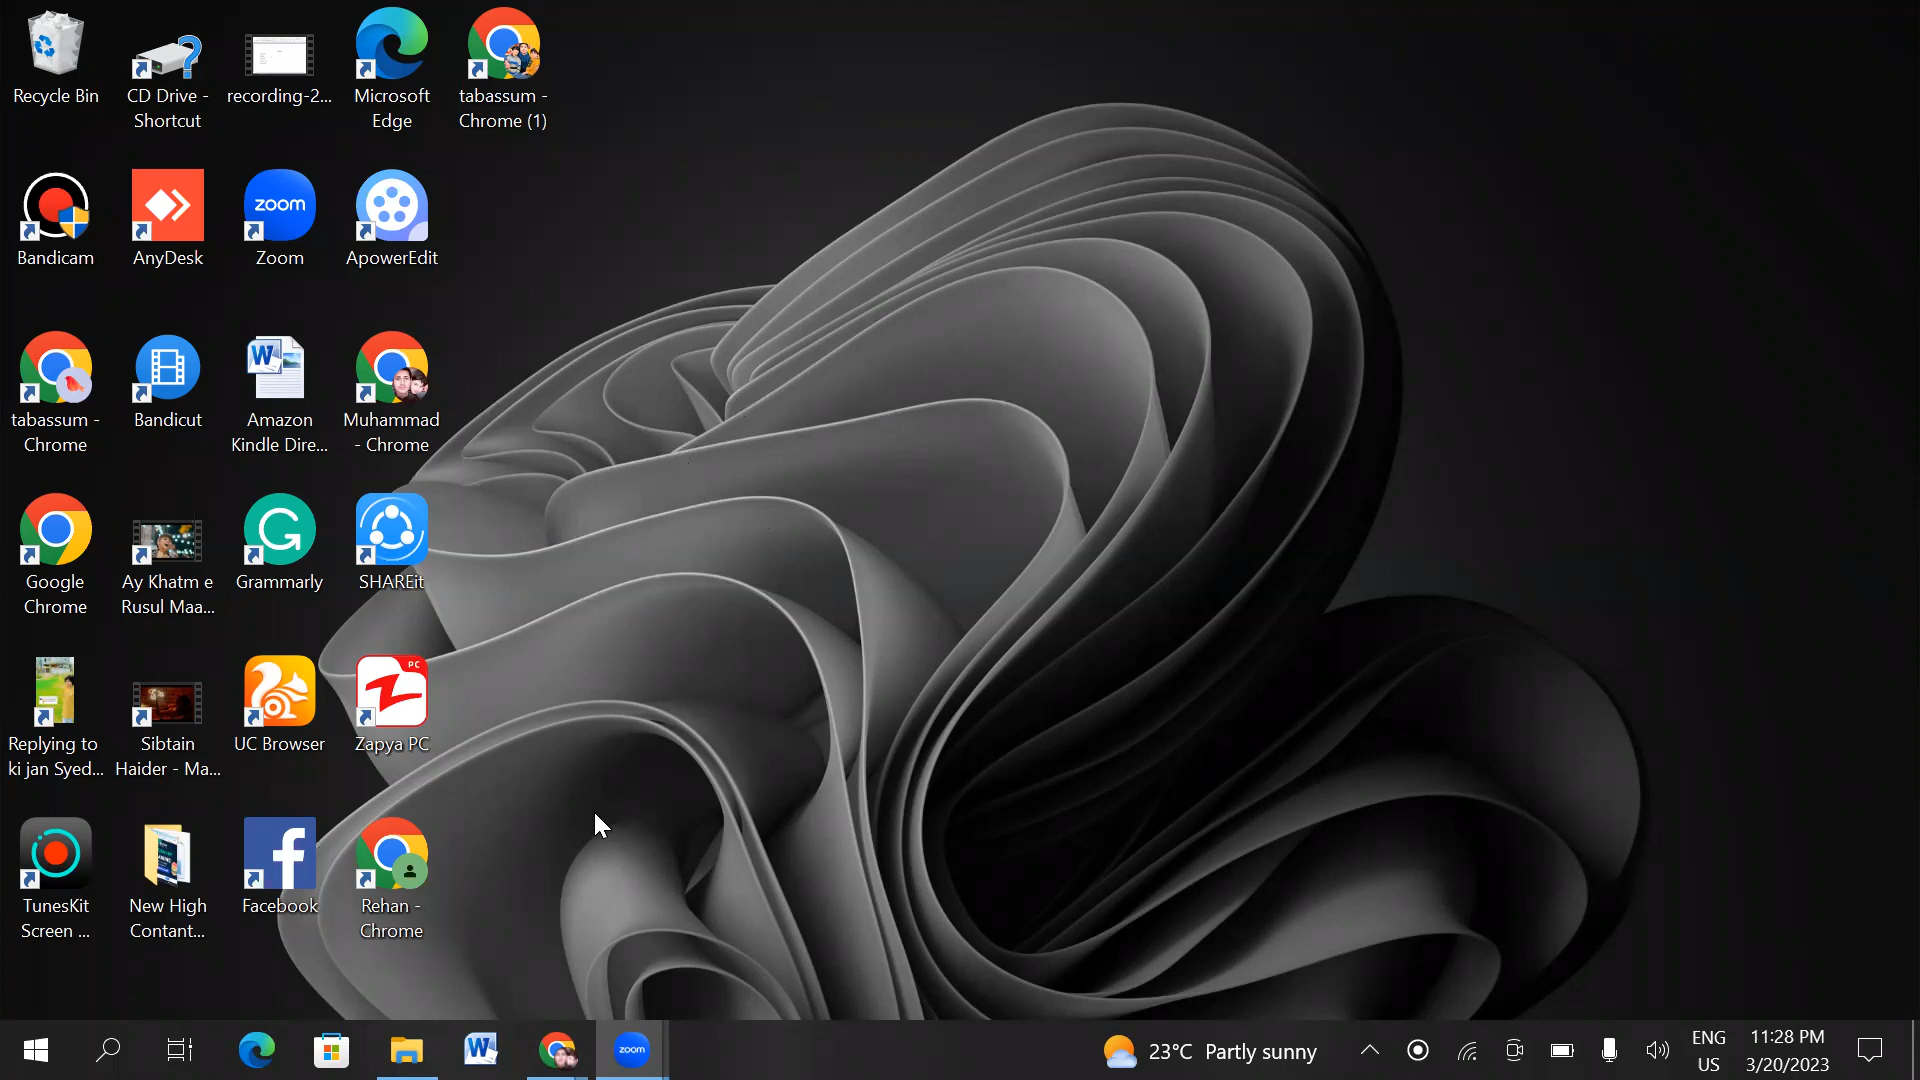 Recycle Bin
CD Drive -
Shortcut
recording-2...
Microsoft
Edge
tabassum -
Chrome (1)
Bandicam
AnyDesk
zoom
Zoom
ApowerEdit
tabassum -
Chrome
Bandicut
W
Amazon
Kindle Dire...
Muhammad
- Chrome
Google
Chrome
Ay Khatm e
Rusul Maa...
G
Grammarly
SHAREit
Replying to
ki jan Syed...
Sibtain
Haider - Ma...
UC Browser
PC
Zapya PC
TunesKit
Screen ...
New High
Contant...
f
Facebook
Rehan -
Chrome
W
zoom
23°C Partly sunny
ENG
US
11:28 PM
3/20/2023